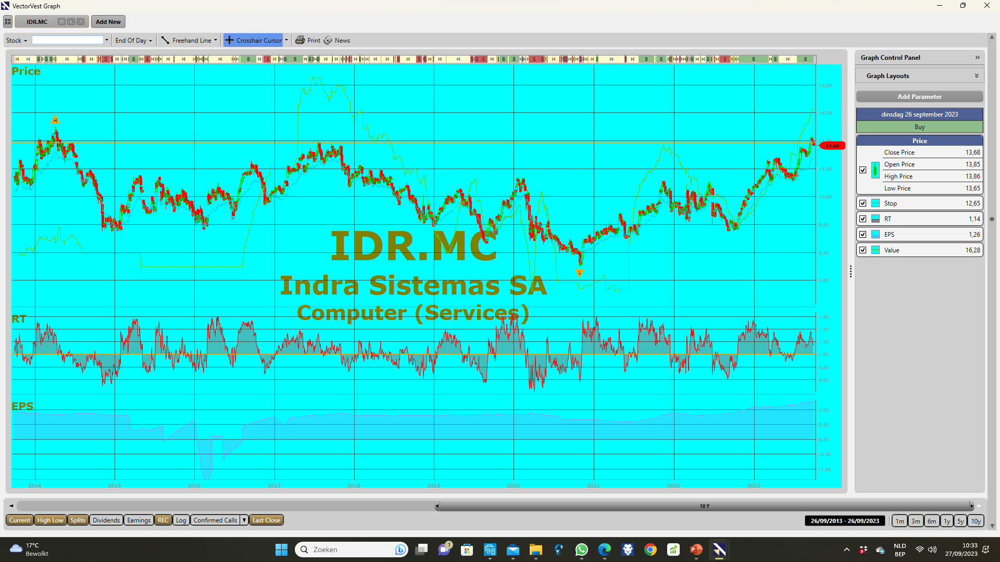 VectorVest Graph
IDR.MC
Add New
Stock
End Of Day
Freehand Line
Crosshair Cursor
Print
News
Price
18,00
16,00
14,00
13,68
12,00
10,00
8,00
6,00
4,00
H
L
IDR.MC
Indra Sistemas SA
Computer (Services)
RT
1,60
1,40
1,20
1,00
0,80
0,60
EPS
1,00
0,50
0,00
-0,50
-1,00
2014 2015 2016 2017 2018 2019 2020 2021 2022 2023
Graph Control Panel
Graph Layouts
Add Parameter
dinsdag 26 september 2023
Buy
Price
Close Price 13,68
Open Price 13,85
High Price 13,86
Low Price 13,65
Stop 12,65
RT 1,14
EPS 1,26
Value 16,28
10 Y
Current High Low Splits Dividends Earnings REC Log Confirmed Calls Last Close
26/09/2013 - 26/09/2023
1m 3m 6m 1y 5y 10y
17°C
Bewolkt
Zoeken
1
NLD
BEP
10:33
27/09/2023